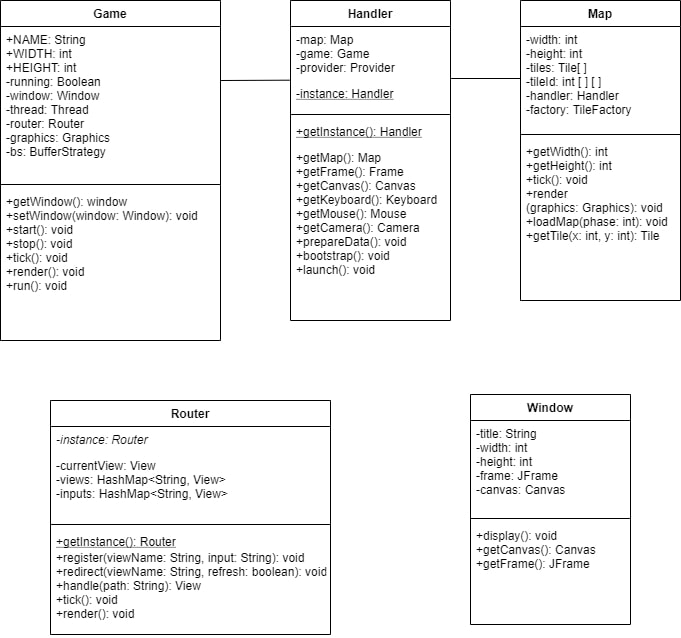 Game
+NAME: String
+WIDTH: int
+HEIGHT: int
-running: Boolean
-window: Window
-thread: Thread
-router: Router
-graphics: Graphics
-bs: BufferStrategy
+getWindow(): window
+setWindow(window: Window): void
+start(): void
+stop(): void
+tick(): void
+render(): void
+run(): void
Handler
-map: Map
-game: Game
-provider: Provider
-instance: Handler
+getInstance(): Handler
+getMap(): Map
+getFrame(): Frame
+getCanvas(): Canvas
+getKeyboard(): Keyboard
+getMouse(): Mouse
+getCamera(): Camera
+prepareData(): void
+bootstrap(): void
+launch(): void
Map
-width: int
-height: int
-tiles: Tile[ ]
-tileId: int [ ] [ ]
-handler: Handler
-factory: TileFactory
+getWidth(): int
+getHeight(): int
+tick(): void
+render
(graphics: Graphics): void
+loadMap(phase: int): void
+getTile(x: int, y: int): Tile
Router
-instance: Router
-currentView: View
-views: HashMap<String, View>
-inputs: HashMap<String, View>
+getInstance(): Router
+register(viewName: String, input: String): void
+redirect(viewName: String, refresh: boolean): void
+handle(path: String): View
+tick(): void
+render(): void
Window
-title: String
-width: int
-height: int
-frame: JFrame
-canvas: Canvas
+display(): void
+getCanvas(): Canvas
+getFrame(): JFrame